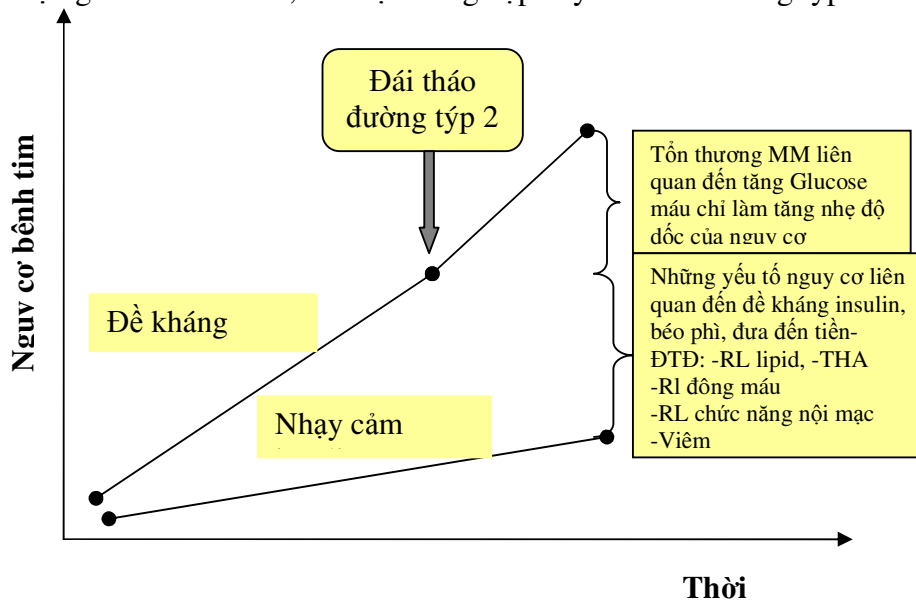 Đái tháo
đường týp 2
Nguy cơ bệnh tim
Đề kháng
Nhạy cảm
Tổn thương MM liên
quan đến tăng Glucose
máu chỉ làm tăng nhẹ độ
dốc của nguy cơ
Những yếu tố nguy cơ liên
quan đến đề kháng insulin,
béo phì, đưa đến tiền-
ĐTĐ: -RL lipid, -THA
-Rl đông máu
-RL chức năng nội mạc
-Viêm
Thời